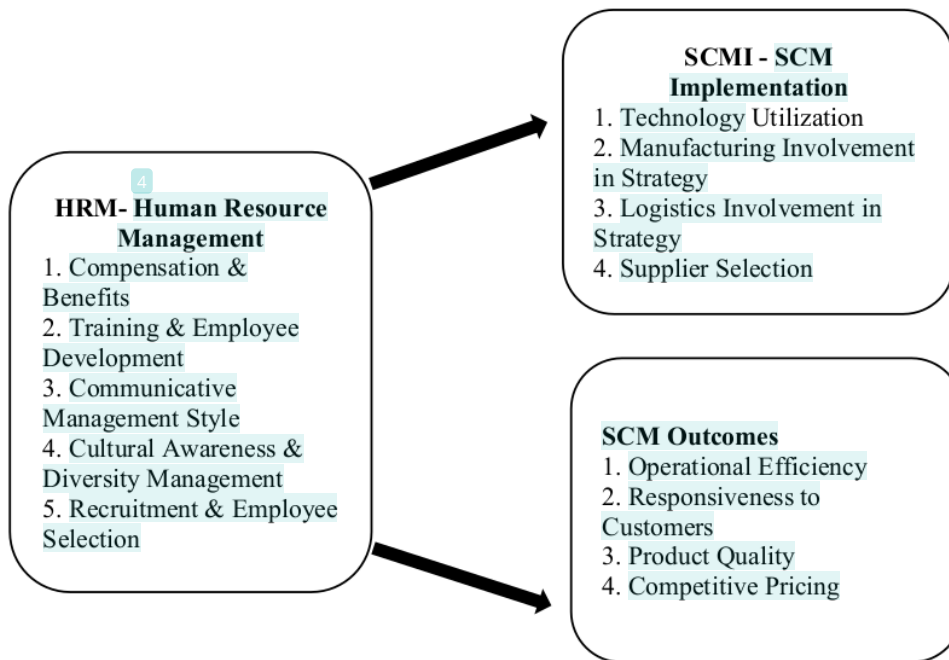 4
HRM- Human Resource
Management
1. Compensation &
Benefits
2. Training & Employee
Development
3. Communicative
Management Style
4. Cultural Awareness &
Diversity Management
5. Recruitment & Employee
Selection
SCMI - SCM
Implementation
1. Technology Utilization
2. Manufacturing Involvement
in Strategy
3. Logistics Involvement in
Strategy
4. Supplier Selection
SCM Outcomes
1. Operational Efficiency
2. Responsiveness to
Customers
3. Product Quality
4. Competitive Pricing